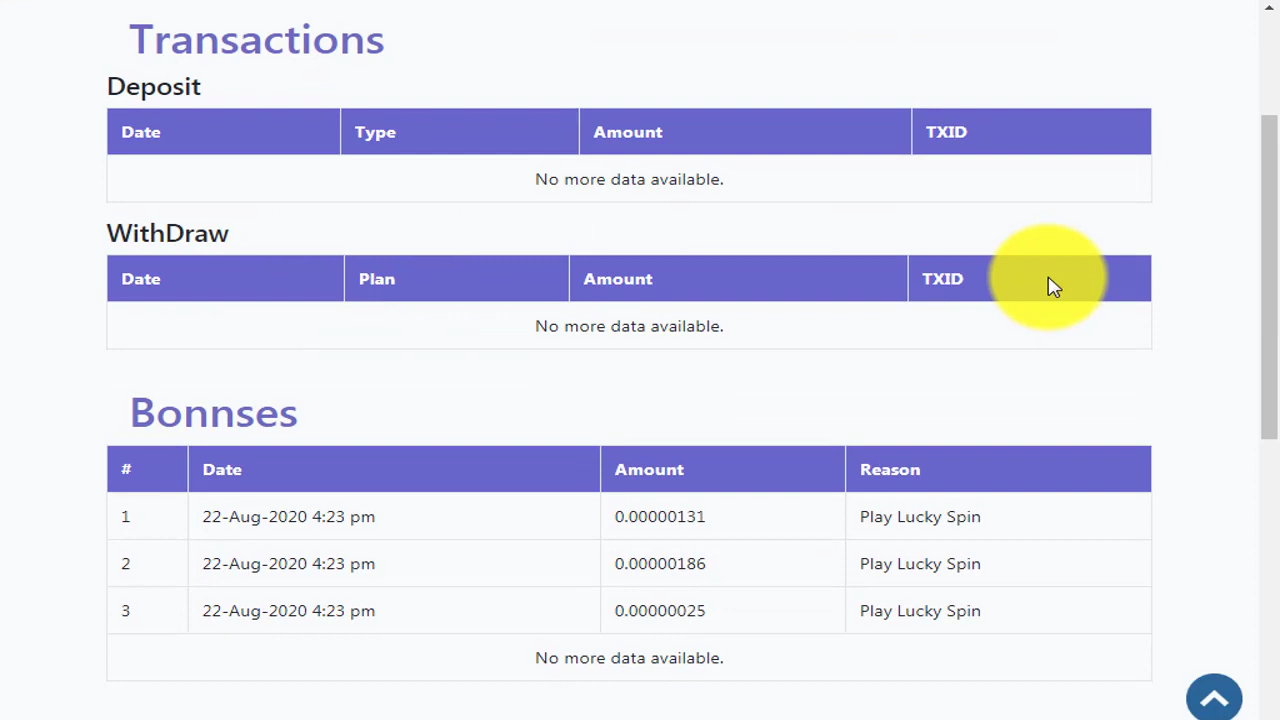 Transactions
Deposit
Date Type Amount TXID
No more data available.
WithDraw
Date Plan Amount TXID
No more data available.
Bonnses
# Date Amount Reason
1 22-Aug-2020 4:23 pm 0.00000131 Play Lucky Spin
2 22-Aug-2020 4:23 pm 0.00000186 Play Lucky Spin
3 22-Aug-2020 4:23 pm 0.00000025 Play Lucky Spin
No more data available.